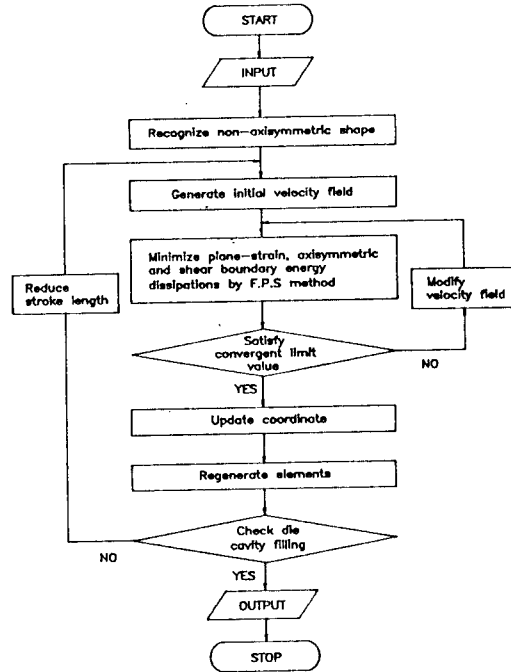 START
INPUT
Recognize non-axisymmetric shape
Generate initial velocity field
Minimize plane-strain, axisymmetric
and shear boundary energy
dissipations by F.P.S method
Reduce
stroke length
Modify
velocity field
Satisfy
convergent limit
value
NO
YES
Update coordinate
Regenerate elements
Check die
cavity filling
NO
YES
OUTPUT
STOP